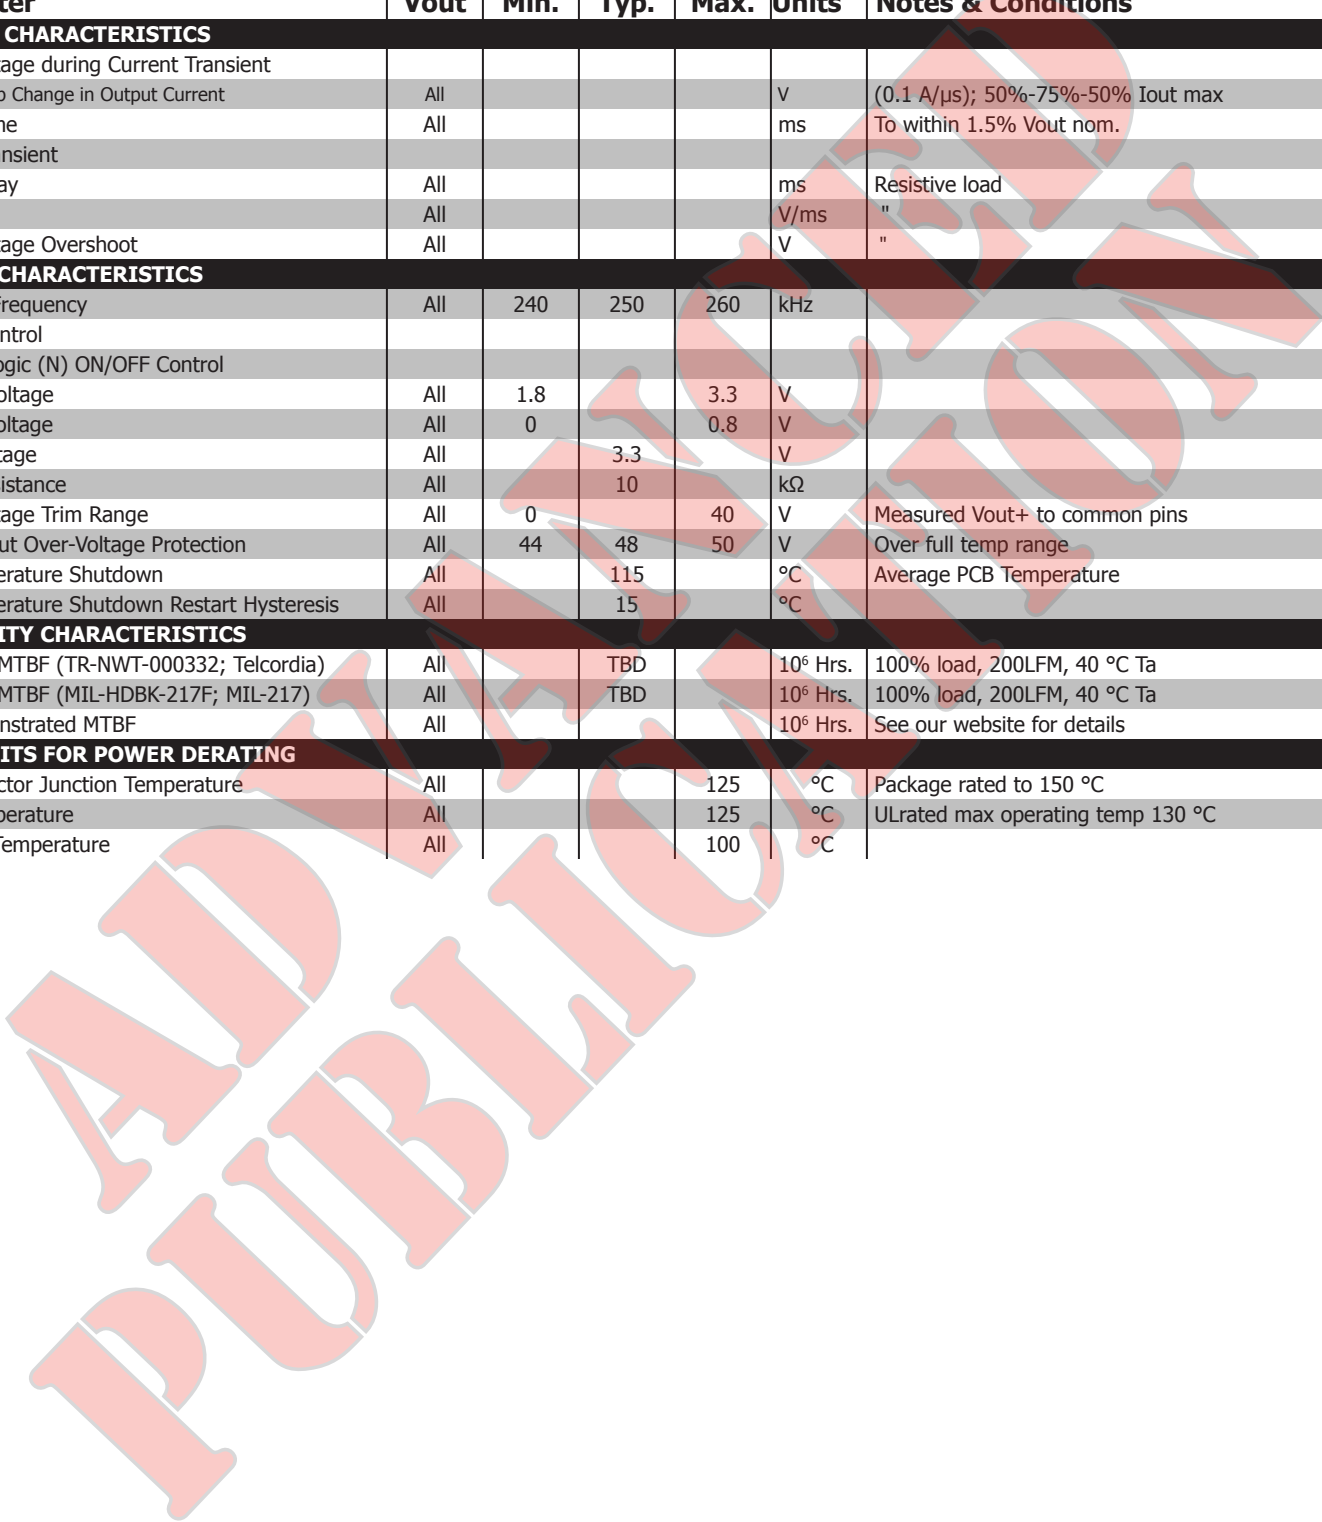 ter Vout Min. Typ. Max. Units Notes & Conditions
CHARACTERISTICS
tage during Current Transient
p Change in Output Current All V (0.1 A/µs); 50%-75%-50% Iout max
me All ms To within 1.5% Vout nom.
nsient
ay All ms Resistive load
All V/ms "
tage Overshoot All V "
CHARACTERISTICS
Frequency All 240 250 260 kHz
ntrol
ogic (N) ON/OFF Control
oltage All 1.8 3.3 V
oltage All 0 0.8 V
tage All 3.3 V
sistance All 10 kΩ
tage Trim Range All 0 40 V Measured Vout+ to common pins
ut Over-Voltage Protection All 44 48 50 V Over full temp range
erature Shutdown All 115 °C Average PCB Temperature
erature Shutdown Restart Hysteresis All 15 °C
ITY CHARACTERISTICS
MTBF (TR-NWT-000332; Telcordia) All TBD 10⁶ Hrs. 100% load, 200LFM, 40 °C Ta
MTBF (MIL-HDBK-217F; MIL-217) All TBD 10⁶ Hrs. 100% load, 200LFM, 40 °C Ta
nstrated MTBF All 10⁶ Hrs. See our website for details
ITS FOR POWER DERATING
ctor Junction Temperature All 125 °C Package rated to 150 °C
perature All 125 °C ULrated max operating temp 130 °C
Temperature All 100 °C
ADVANCED
PUBLICATION